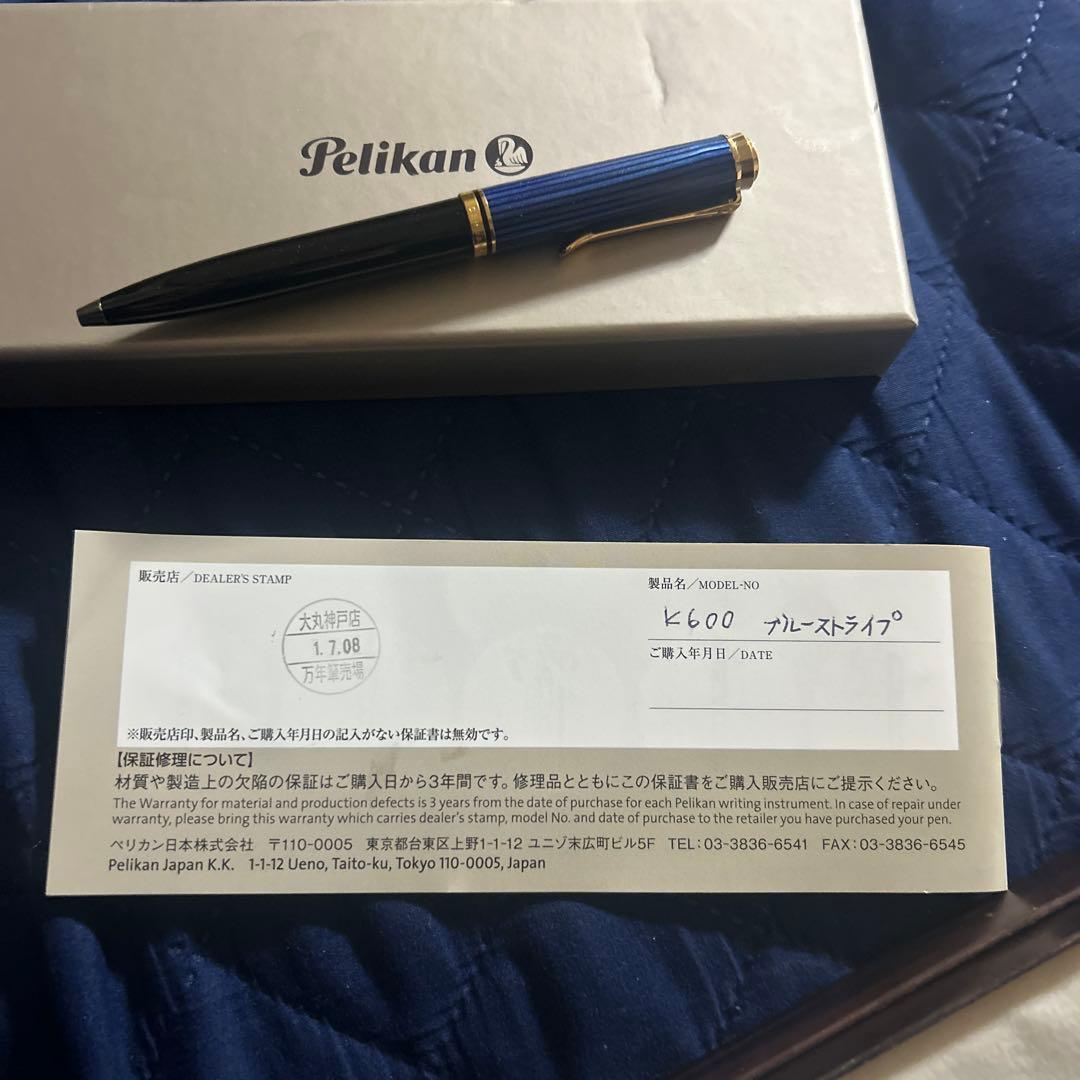 Pelikan
販売店／DEALER'S STAMP
大丸神戸店
1.7.08
万年筆売場
製品名／MODEL-NO
K600 ブルーストライプ
ご購入年月日／DATE
※販売店印、製品名、ご購入年月日の記入がない保証書は無効です。
【保証修理について】
材質や製造上の欠陥の保証はご購入日から3年間です。修理品とともにこの保証書をご購入販売店にご提示ください。
The Warranty for material and production defects is 3 years from the date of purchase for each Pelikan writing instrument. In case of repair under
warranty, please bring this warranty which carries dealer's stamp, model No. and date of purchase to the retailer you have purchased your pen.
ペリカン日本株式会社 〒110-0005 東京都台東区上野1-1-12 ユニゾ末広町ビル5F TEL：03-3836-6541 FAX：03-3836-6545
Pelikan Japan K.K. 1-1-12 Ueno, Taito-ku, Tokyo 110-0005, Japan